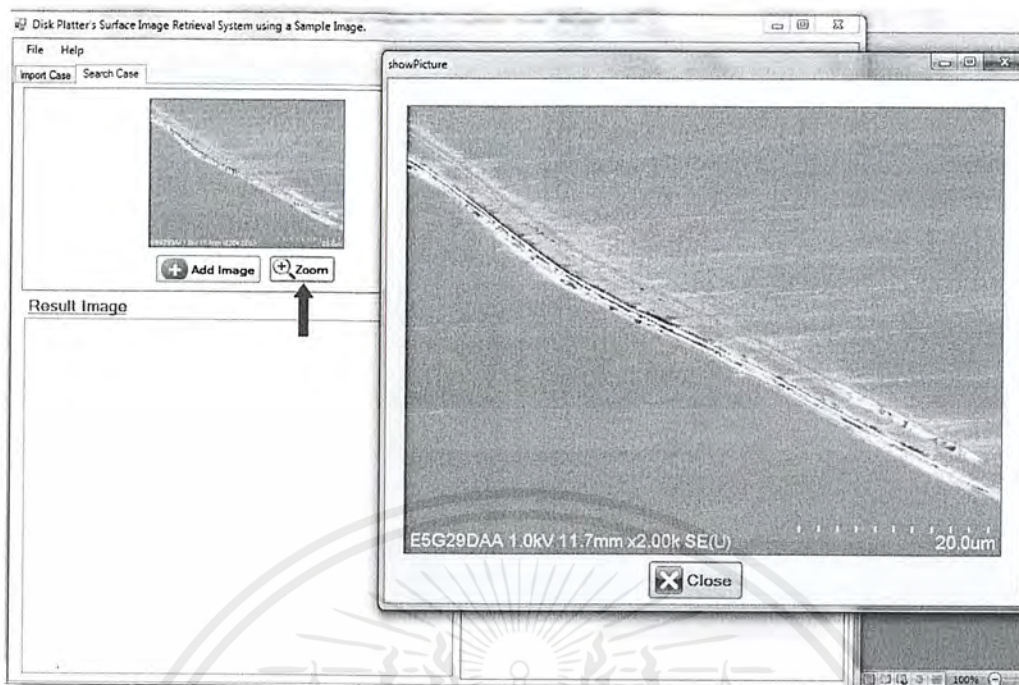 Disk Platter's Surface Image Retrieval System using a Sample Image.
File Help
Import Case Search Case
Add Image Zoom
Result Image
showPicture
E5G29DAA 1.0kV 11.7mm x2.00k SE(U) 20.0um
Close
100%